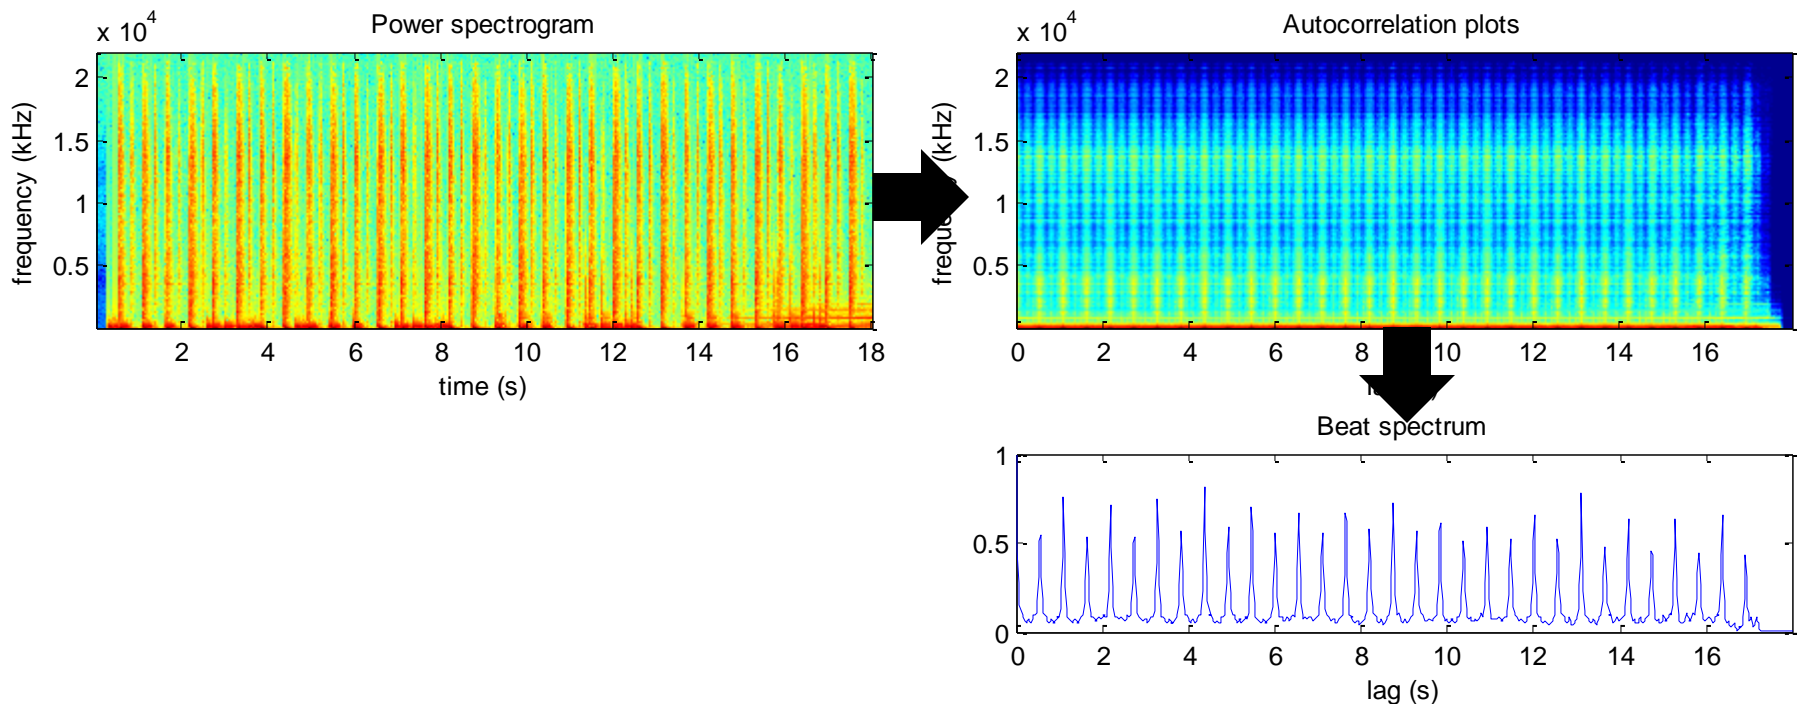 Power spectrogram
x 10^4
2
1.5
1
0.5
frequency (kHz)
2 4 6 8 10 12 14 16 18
time (s)
Autocorrelation plots
x 10^4
2
1.5
1
0.5
(kHz)
0 2 4 6 8 10 12 14 16
Beat spectrum
1
0.5
0
0 2 4 6 8 10 12 14 16
lag (s)